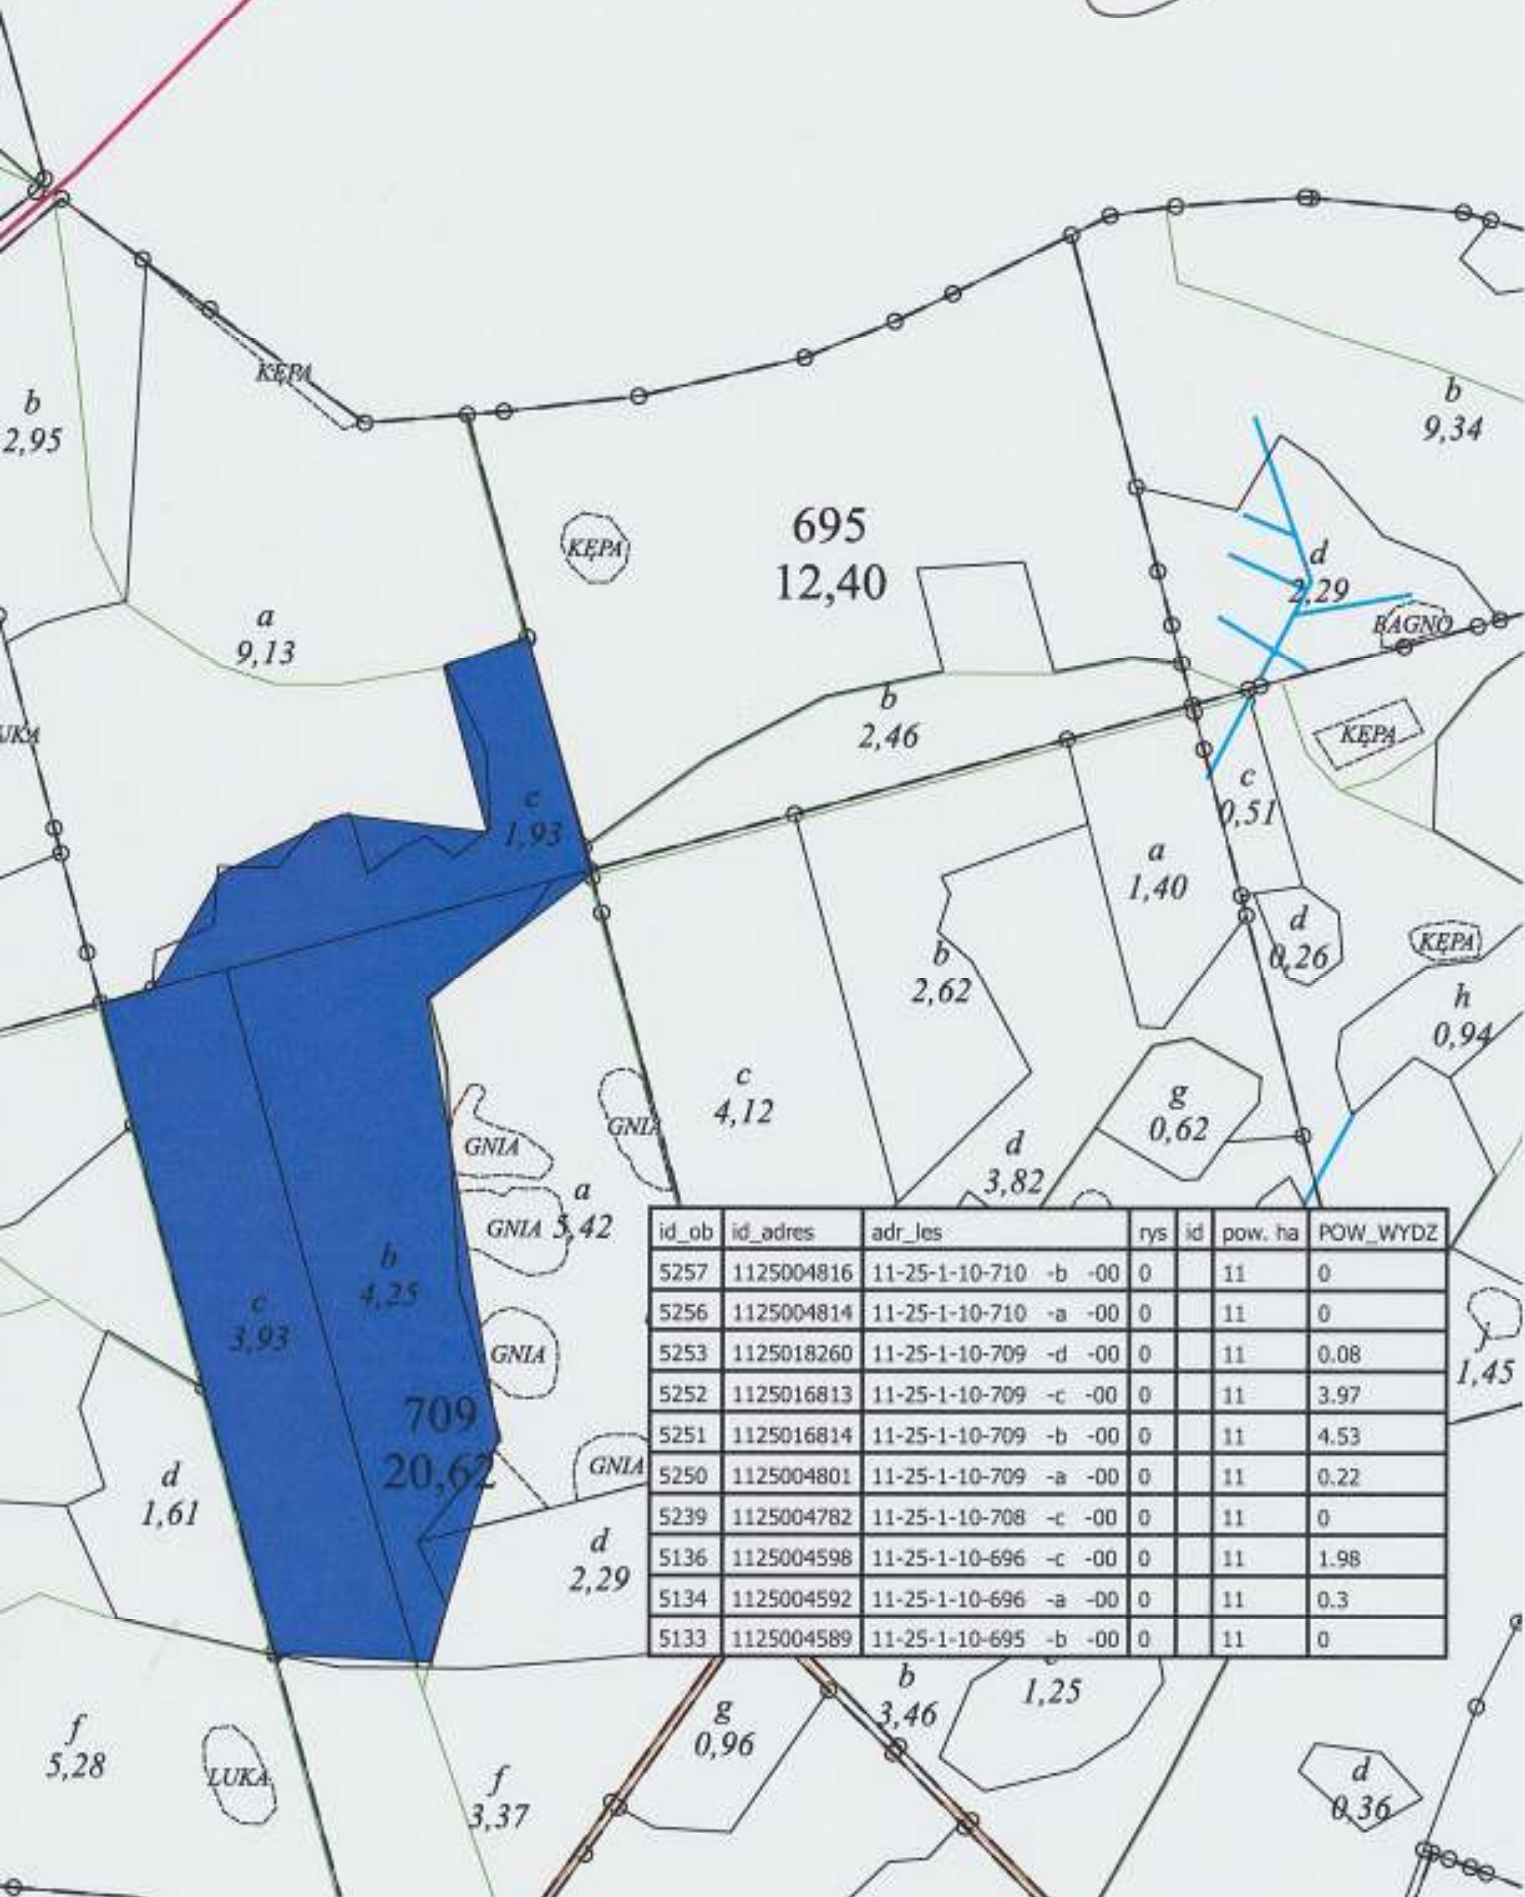 KĘPA
b
2,95
b
9,34
695
12,40
KĘPA
d
2,29
BAGNO
a
9,13
b
2,46
KĘPA
c
1,93
c
0,51
a
1,40
d
0,26
KĘPA
b
2,62
h
0,94
c
4,12
g
0,62
GNIA
GNIA
d
3,82
a
5,42
GNIA
b
4,25
c
3,93
GNIA
709
20,62
GNIA
d
1,61
d
2,29
j
1,45
id_ob id_adres adr_les rys id pow. ha POW_WYDZ
5257 1125004816 11-25-1-10-710 -b -00 0 11 0
5256 1125004814 11-25-1-10-710 -a -00 0 11 0
5253 1125018260 11-25-1-10-709 -d -00 0 11 0.08
5252 1125016813 11-25-1-10-709 -c -00 0 11 3.97
5251 1125016814 11-25-1-10-709 -b -00 0 11 4.53
5250 1125004801 11-25-1-10-709 -a -00 0 11 0.22
5239 1125004782 11-25-1-10-708 -c -00 0 11 0
5136 1125004598 11-25-1-10-696 -c -00 0 11 1.98
5134 1125004592 11-25-1-10-696 -a -00 0 11 0.3
5133 1125004589 11-25-1-10-695 -b -00 0 11 0
f
5,28
LUKA
f
3,37
g
0,96
b
3,46
1,25
d
0,36